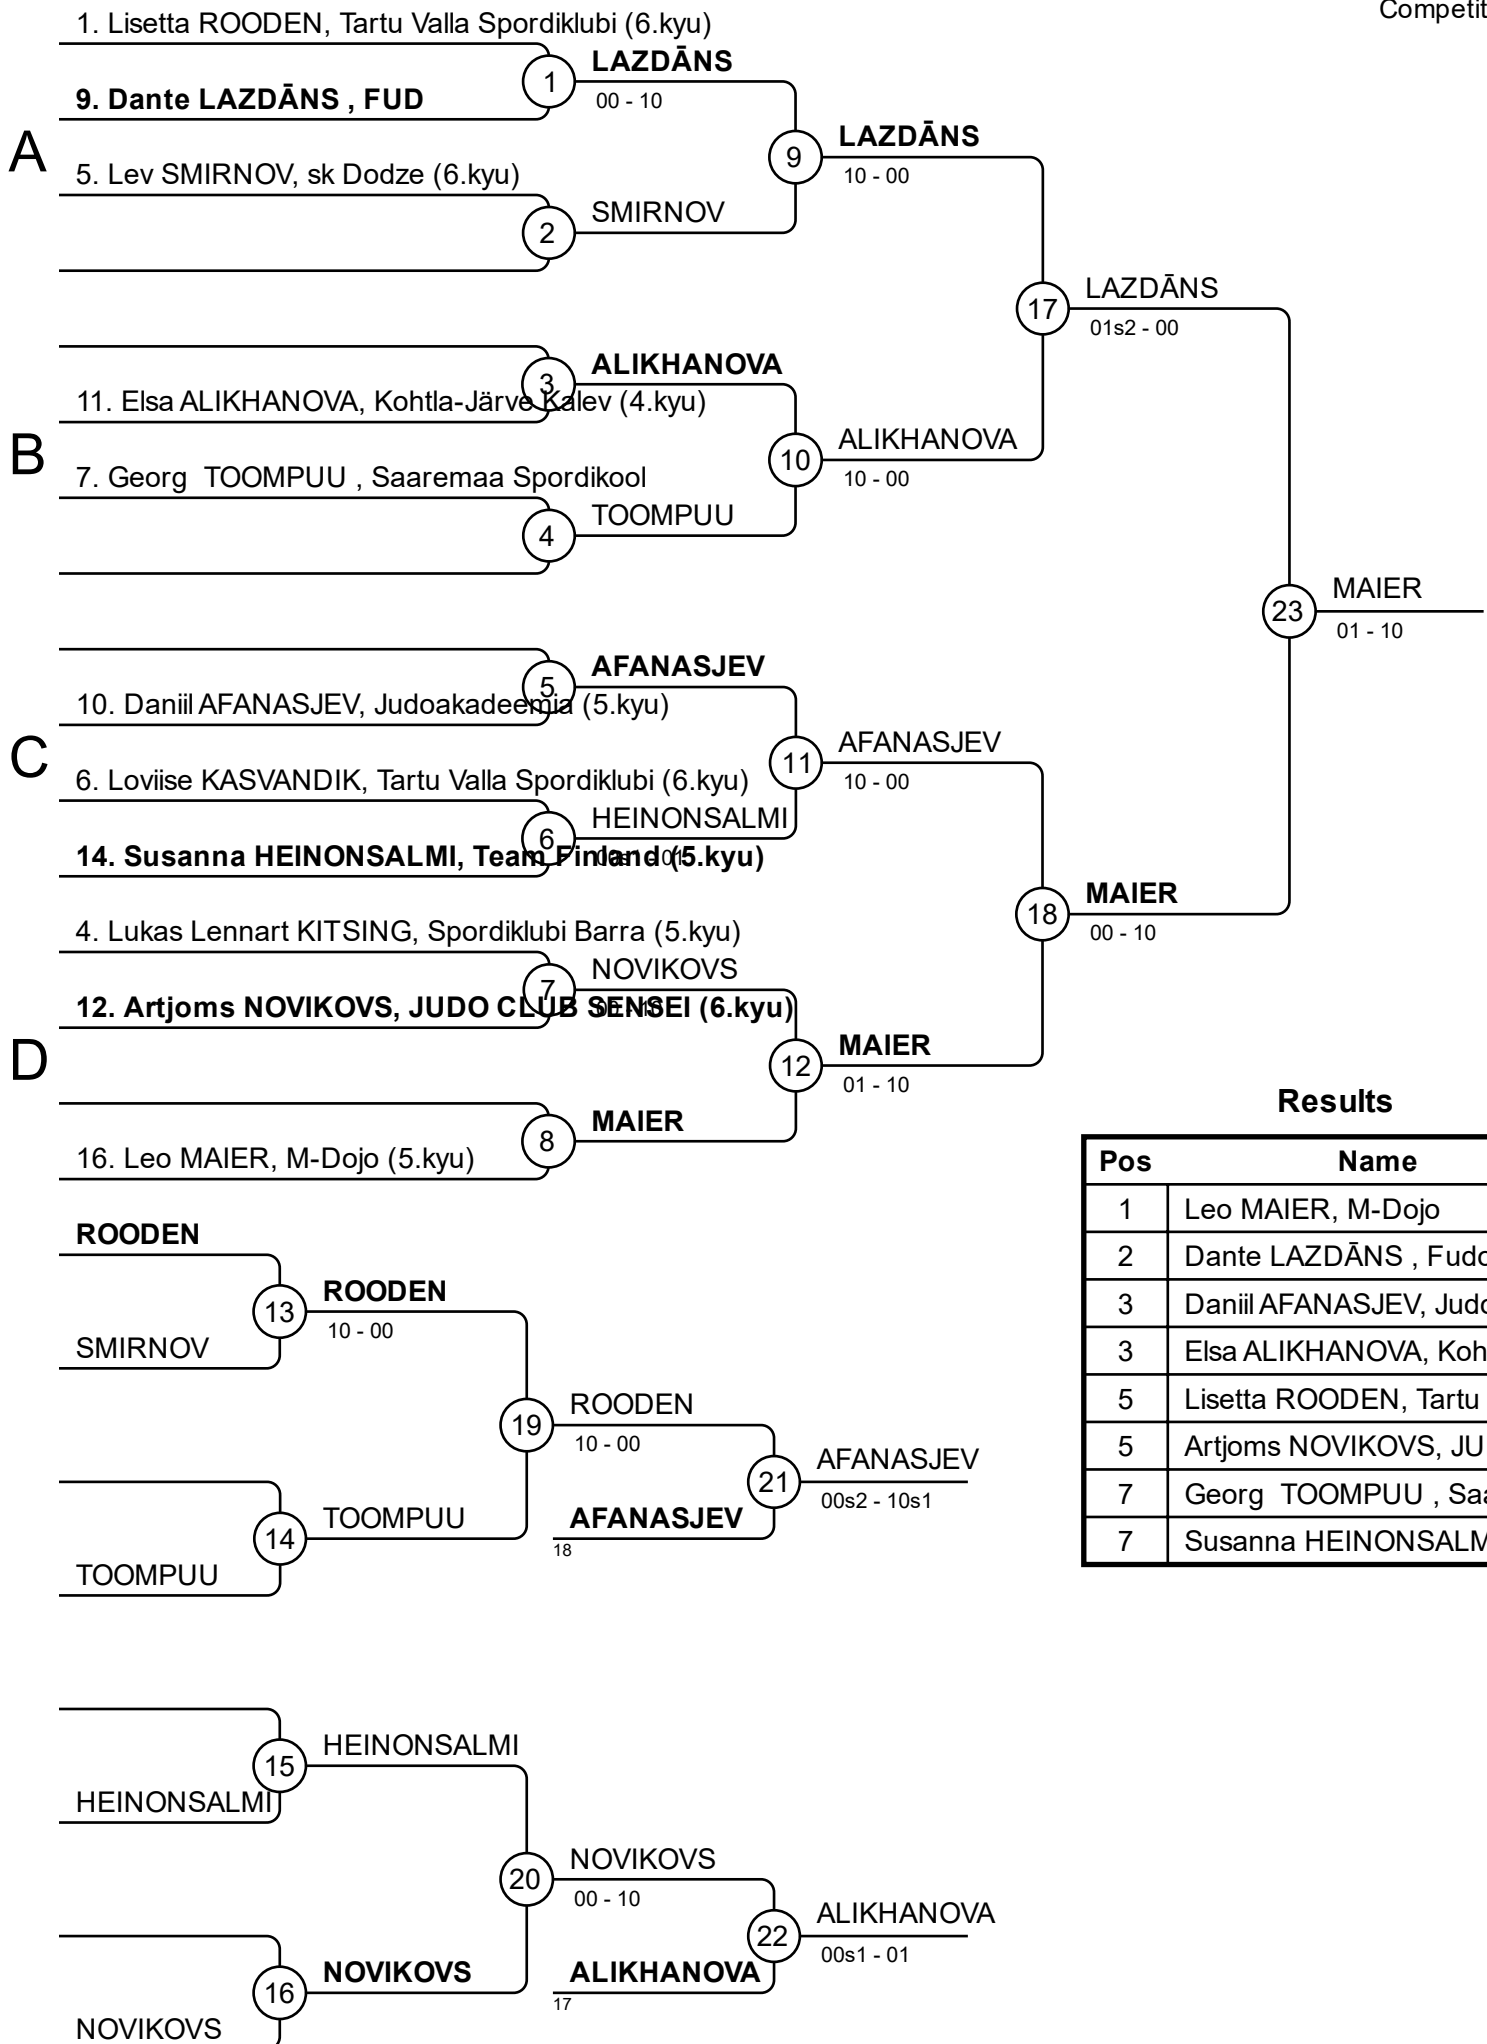 Competit
1. Lisetta ROODEN, Tartu Valla Spordiklubi (6.kyu)
LAZDĀNS
1
9. Dante LAZDĀNS , FUD
00 - 10
A
LAZDĀNS
9
5. Lev SMIRNOV, sk Dodze (6.kyu)
10 - 00
SMIRNOV
2
LAZDĀNS
17
01s2 - 00
ALIKHANOVA
3
11. Elsa ALIKHANOVA, Kohtla-Järve Kalev (4.kyu)
B
ALIKHANOVA
10
7. Georg  TOOMPUU , Saaremaa Spordikool
10 - 00
TOOMPUU
4
MAIER
23
01 - 10
AFANASJEV
5
10. Daniil AFANASJEV, Judoakadeemia (5.kyu)
C
AFANASJEV
11
6. Loviise KASVANDIK, Tartu Valla Spordiklubi (6.kyu)
10 - 00
HEINONSALMI
6
14. Susanna HEINONSALMI, Team Finland (5.kyu)
MAIER
18
4. Lukas Lennart KITSING, Spordiklubi Barra (5.kyu)
00 - 10
NOVIKOVS
7
12. Artjoms NOVIKOVS, JUDO CLUB SENSEI (6.kyu)
D
MAIER
12
01 - 10
MAIER
8
16. Leo MAIER, M-Dojo (5.kyu)
Results
Pos Name
1 Leo MAIER, M-Dojo
2 Dante LAZDĀNS , Fudo
3 Daniil AFANASJEV, Judo
3 Elsa ALIKHANOVA, Koh
5 Lisetta ROODEN, Tartu
5 Artjoms NOVIKOVS, JU
7 Georg  TOOMPUU , Saa
7 Susanna HEINONSALM
ROODEN
ROODEN
13
10 - 00
SMIRNOV
ROODEN
19
10 - 00
AFANASJEV
21
00s2 - 10s1
TOOMPUU
14
AFANASJEV
18
TOOMPUU
HEINONSALMI
15
HEINONSALMI
NOVIKOVS
20
00 - 10
ALIKHANOVA
22
00s1 - 01
NOVIKOVS
16
ALIKHANOVA
17
NOVIKOVS